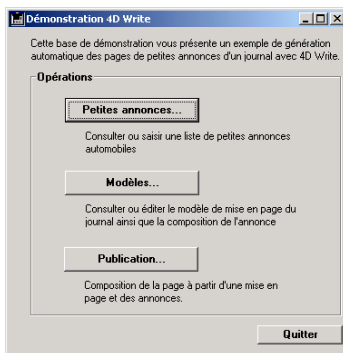 Démonstration 4D Write
Cette base de démonstration vous présente un exemple de génération
automatique des pages de petites annonces d'un journal avec 4D Write.
Opérations
Petites annonces...
Consulter ou saisir une liste de petites annonces
automobiles
Modèles...
Consulter ou éditer le modèle de mise en page du
journal ainsi que la composition de l'annonce
Publication...
Composition de la page à partir d'une mise en
page et des annonces.
Quitter